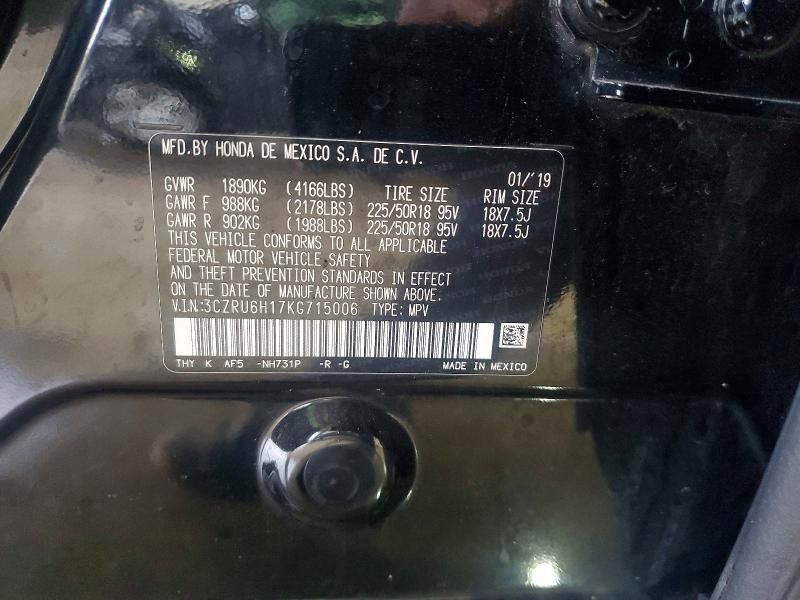 MFD.BY HONDA DE MEXICO S.A. DE C.V.
01/'19
GVWR 1890KG (4166LBS) TIRE SIZE RIM SIZE
GAWR F 988KG (2178LBS) 225/50R18 95V 18X7.5J
GAWR R 902KG (1988LBS) 225/50R18 95V 18X7.5J
THIS VEHICLE CONFORMS TO ALL APPLICABLE
FEDERAL MOTOR VEHICLE SAFETY
AND THEFT PREVENTION STANDARDS IN EFFECT
ON THE DATE OF MANUFACTURE SHOWN ABOVE.
V.I.N.:3CZRU6H17KG715006 TYPE: MPV
THY K AF5 -NH731P -R -G MADE IN MEXICO